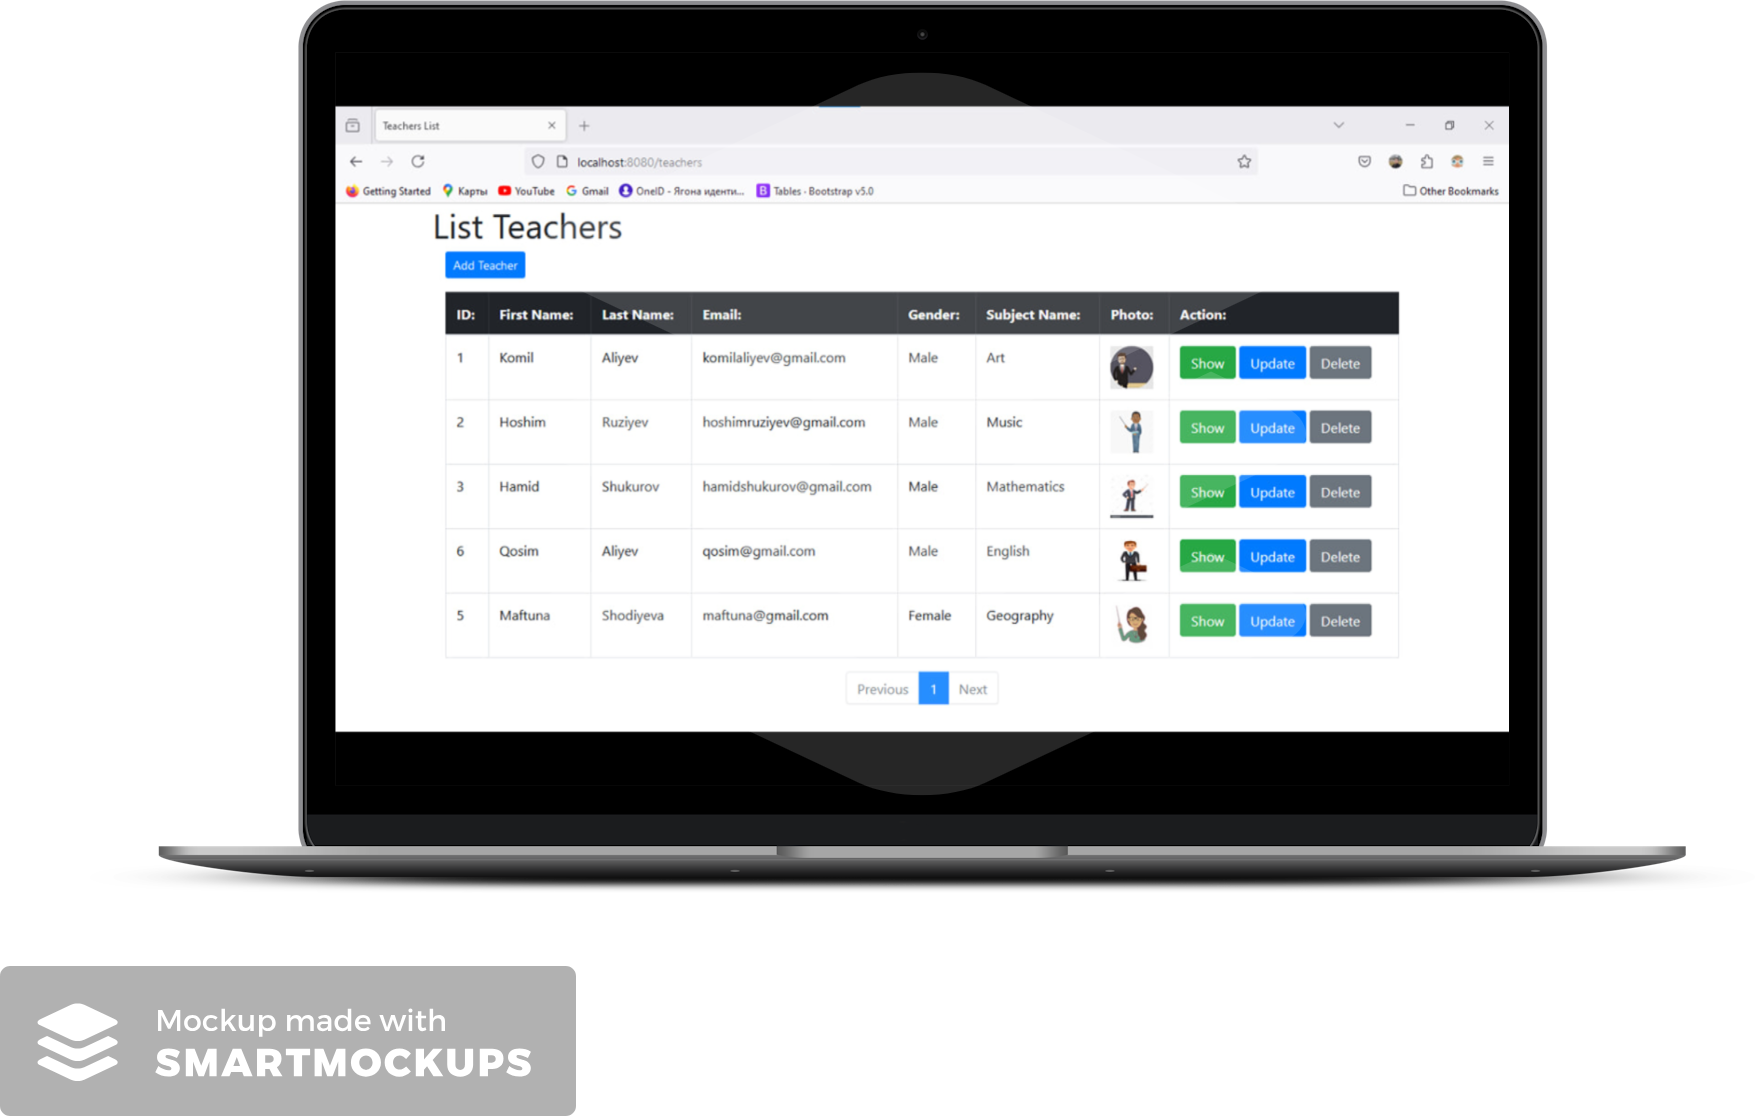 Teachers List
localhost:8080/teachers
Getting Started Карты YouTube Gmail OneID - Ягона иденти... Tables - Bootstrap v5.0 Other Bookmarks
List Teachers
Add Teacher
ID: First Name: Last Name: Email: Gender: Subject Name: Photo: Action:
1 Komil Aliyev komilaliyev@gmail.com Male Art Show Update Delete
2 Hoshim Ruziyev hoshimruziyev@gmail.com Male Music Show Update Delete
3 Hamid Shukurov hamidshukurov@gmail.com Male Mathematics Show Update Delete
6 Qosim Aliyev qosim@gmail.com Male English Show Update Delete
5 Maftuna Shodiyeva maftuna@gmail.com Female Geography Show Update Delete
Previous 1 Next
Mockup made with
SMARTMOCKUPS